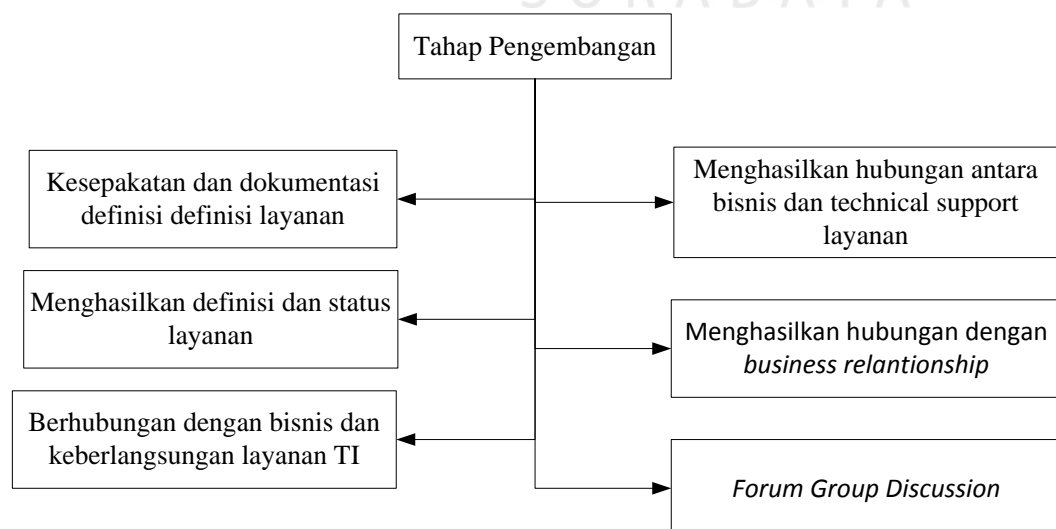 SURABAYA
Tahap Pengembangan
Kesepakatan dan dokumentasi
definisi definisi layanan
Menghasilkan definisi dan status
layanan
Berhubungan dengan bisnis dan
keberlangsungan layanan TI
Menghasilkan hubungan antara
bisnis dan technical support
layanan
Menghasilkan hubungan dengan
business relantionship
Forum Group Discussion